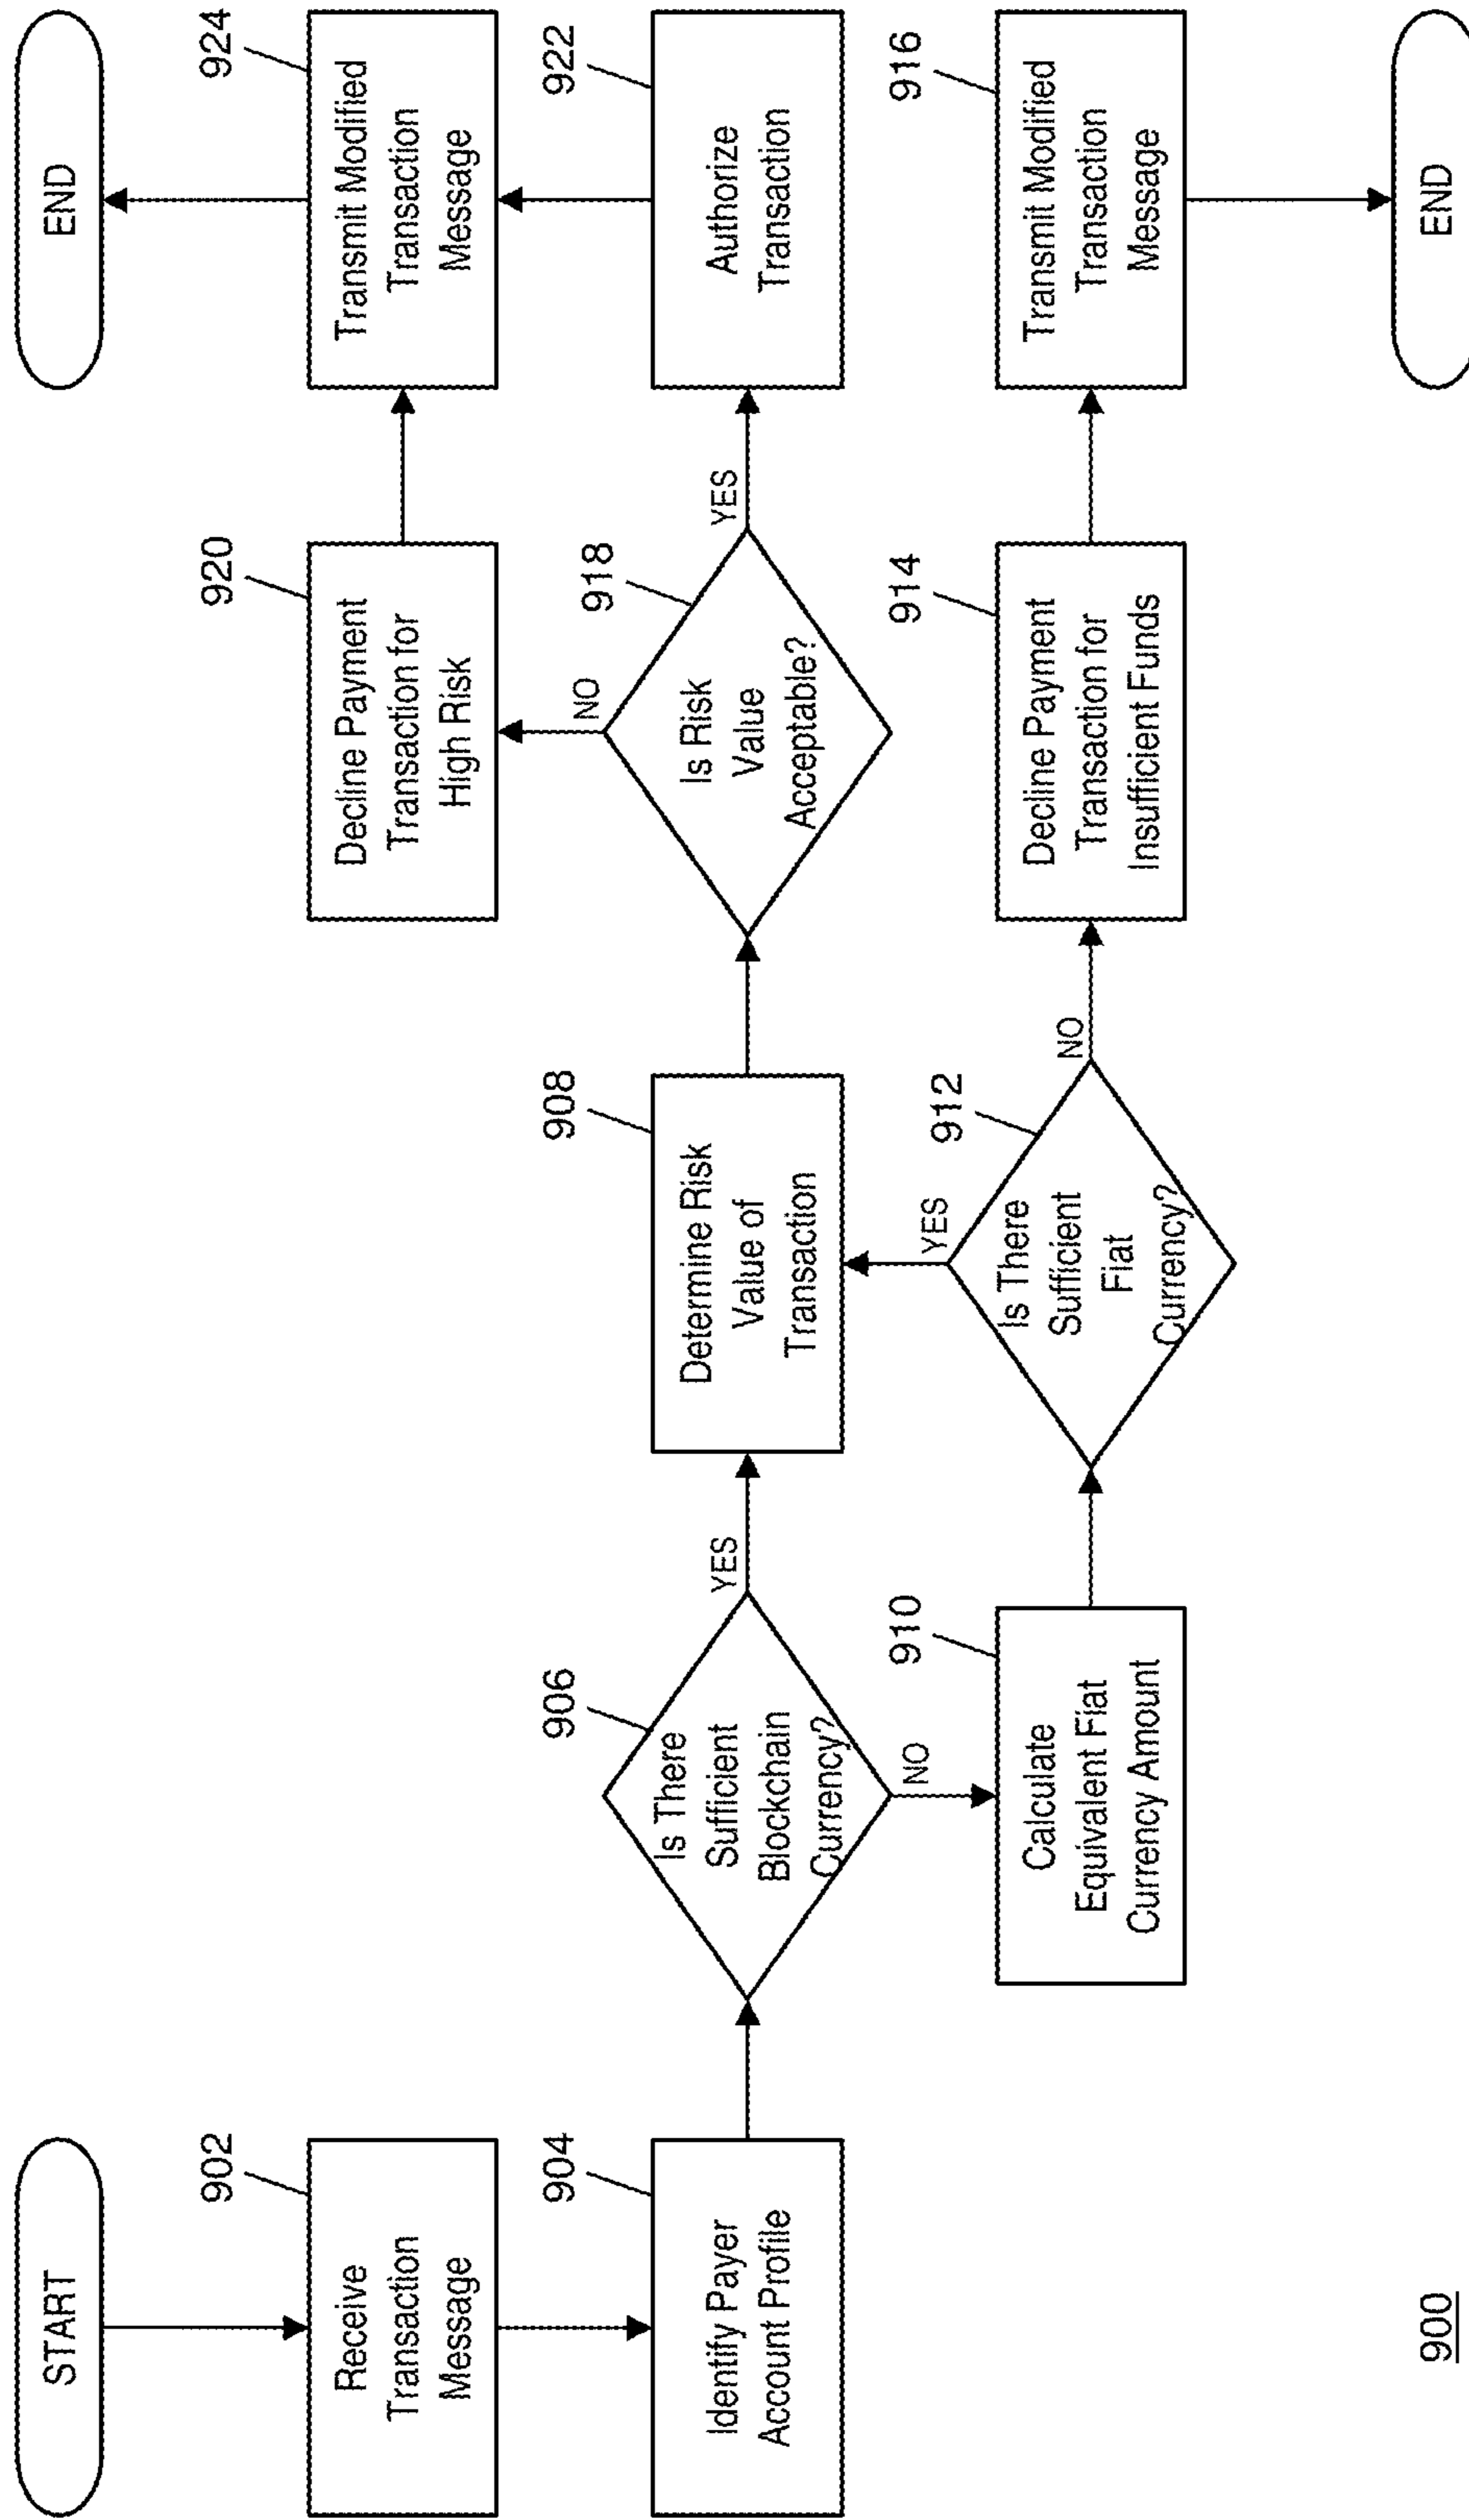 START
902
Receive
Transaction
Message
904
Identify Payer
Account Profile
906
Is There
Sufficient
Blockchain
Currency?
YES
NO
908
Determine Risk
Value of
Transaction
910
Calculate
Equivalent Fiat
Currency Amount
912
Is There
Sufficient
Fiat
Currency?
YES
NO
914
Decline Payment
Transaction for
Insufficient Funds
916
Transmit Modified
Transaction
Message
END
918
Is Risk
Value
Acceptable?
NO
YES
920
Decline Payment
Transaction for
High Risk
922
Authorize
Transaction
924
Transmit Modified
Transaction
Message
END
900